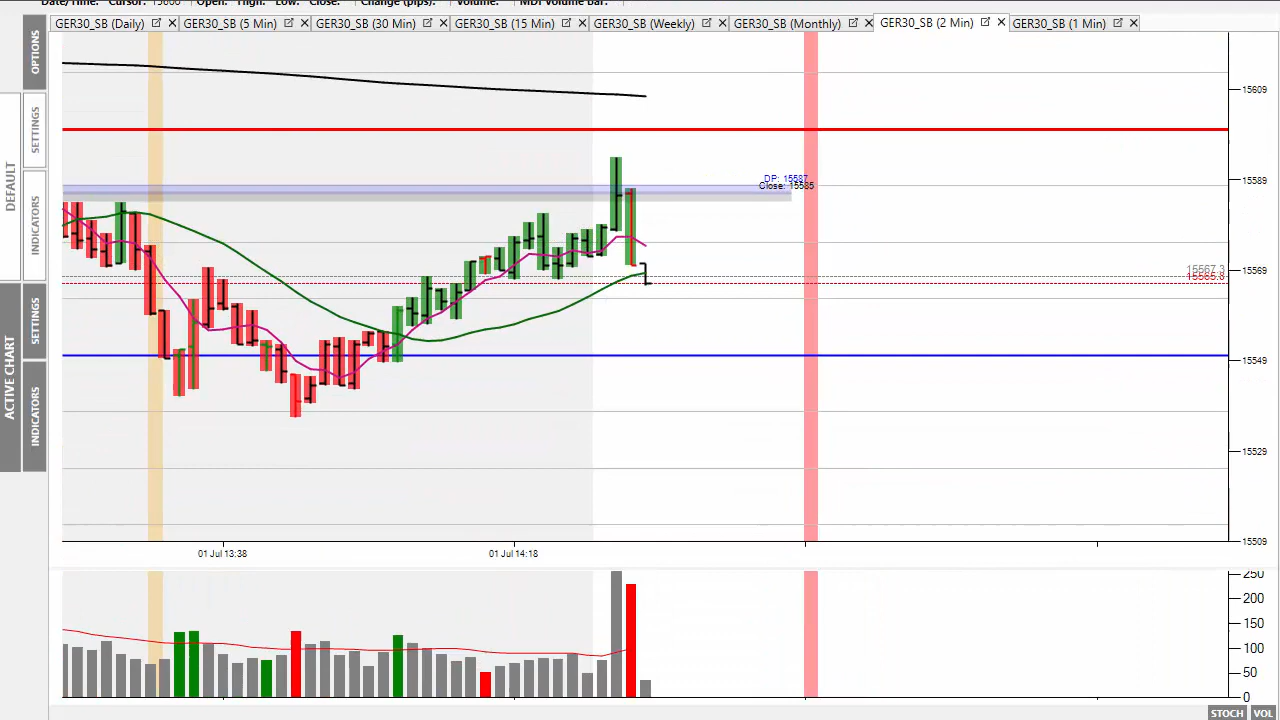 Date/Time: Cursor: 15600 Open: High: Low: Close: Change (pips): Volume: MDI Volume Bar:
GER30_SB (Daily) GER30_SB (5 Min) GER30_SB (30 Min) GER30_SB (15 Min) GER30_SB (Weekly) GER30_SB (Monthly) GER30_SB (2 Min) GER30_SB (1 Min)
OPTIONS
SETTINGS
DEFAULT
INDICATORS
SETTINGS
ACTIVE CHART
INDICATORS
15609
DP: 15587
Close: 15585
15589
15567.3
15569
15549
15529
15509
01 Jul 13:38
01 Jul 14:18
250
200
150
100
50
0
STOCH VOL